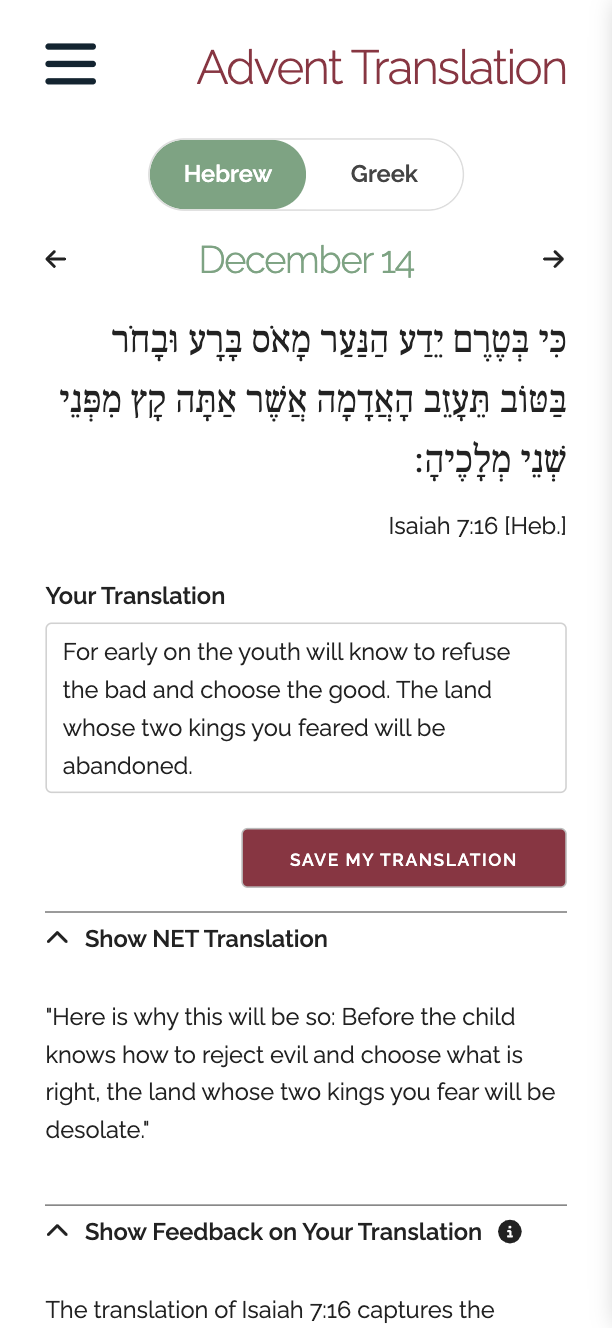 Advent Translation
Hebrew
Greek
December 14
כִּי בְּטֶרֶם יֵדַע הַנַּעַר מָאֹס בָּרָע וּבָחֹר
בַּטּוֹב תֵּעָזֵב הָאֲדָמָה אֲשֶׁר אַתָּה קָץ מִפְּנֵי
שְׁנֵי מְלָכֶיהָ׃
Isaiah 7:16 [Heb.]
Your Translation
For early on the youth will know to refuse
the bad and choose the good. The land
whose two kings you feared will be
abandoned.
SAVE MY TRANSLATION
Show NET Translation
"Here is why this will be so: Before the child
knows how to reject evil and choose what is
right, the land whose two kings you fear will be
desolate."
Show Feedback on Your Translation
The translation of Isaiah 7:16 captures the